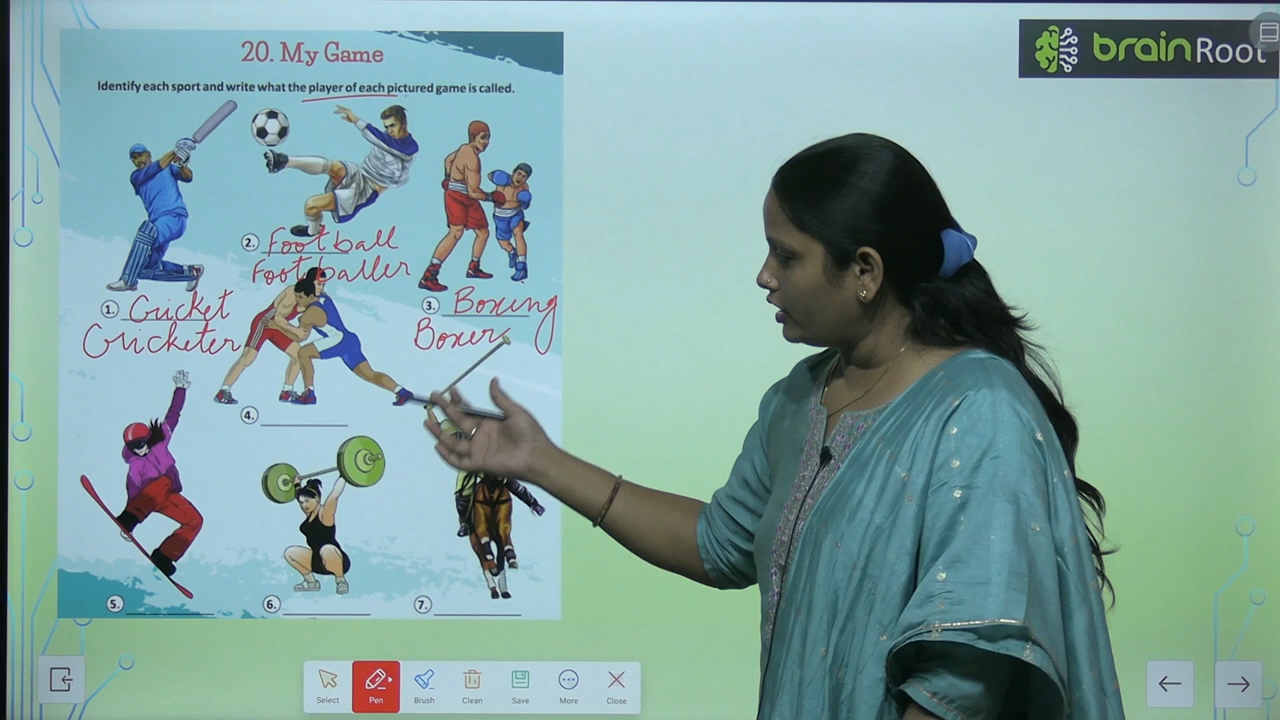 brainRoot
20. My Game
Identify each sport and write what the player of each pictured game is called.
2. Football
Footballer
1. Cricket
Cricketer
3. Boxing
Boxer
4.
5.
6.
7.
Select Pen Brush Clean Save More Close